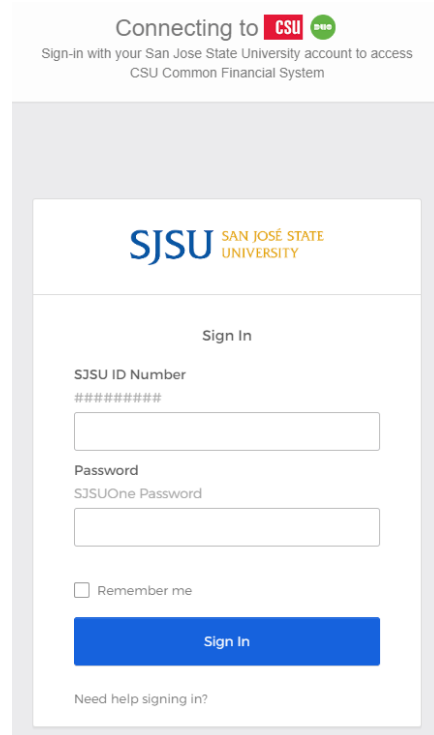 Connecting to CSU
Sign-in with your San Jose State University account to access
CSU Common Financial System
SJSU SAN JOSÉ STATE
UNIVERSITY
Sign In
SJSU ID Number
#########
Password
SJSUOne Password
Remember me
Sign In
Need help signing in?